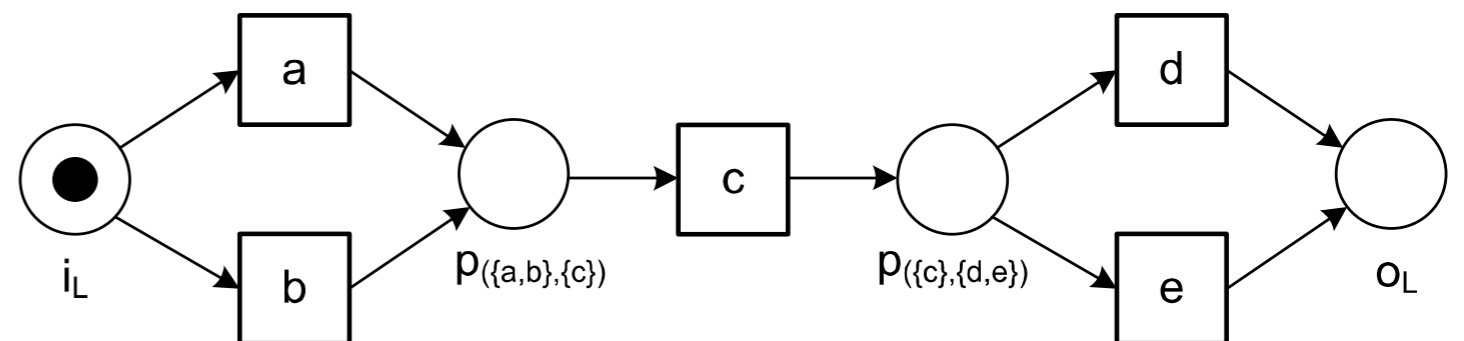 a
d
c
i_L
b
p_({a,b},{c})
p_({c},{d,e})
e
o_L